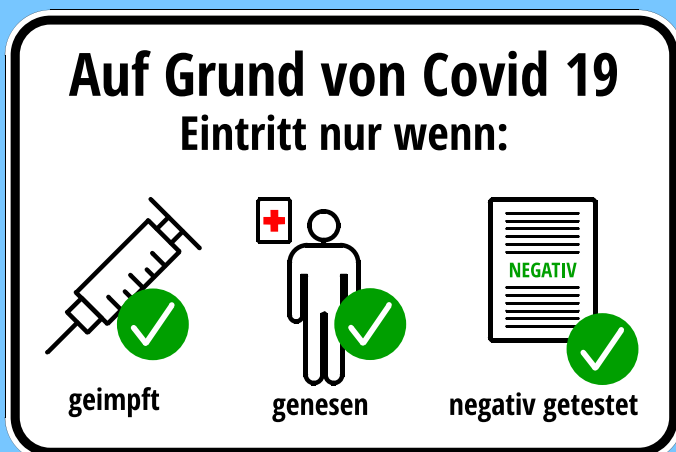 Auf Grund von Covid 19
Eintritt nur wenn:
NEGATIV
geimpft
genesen
negativ getestet